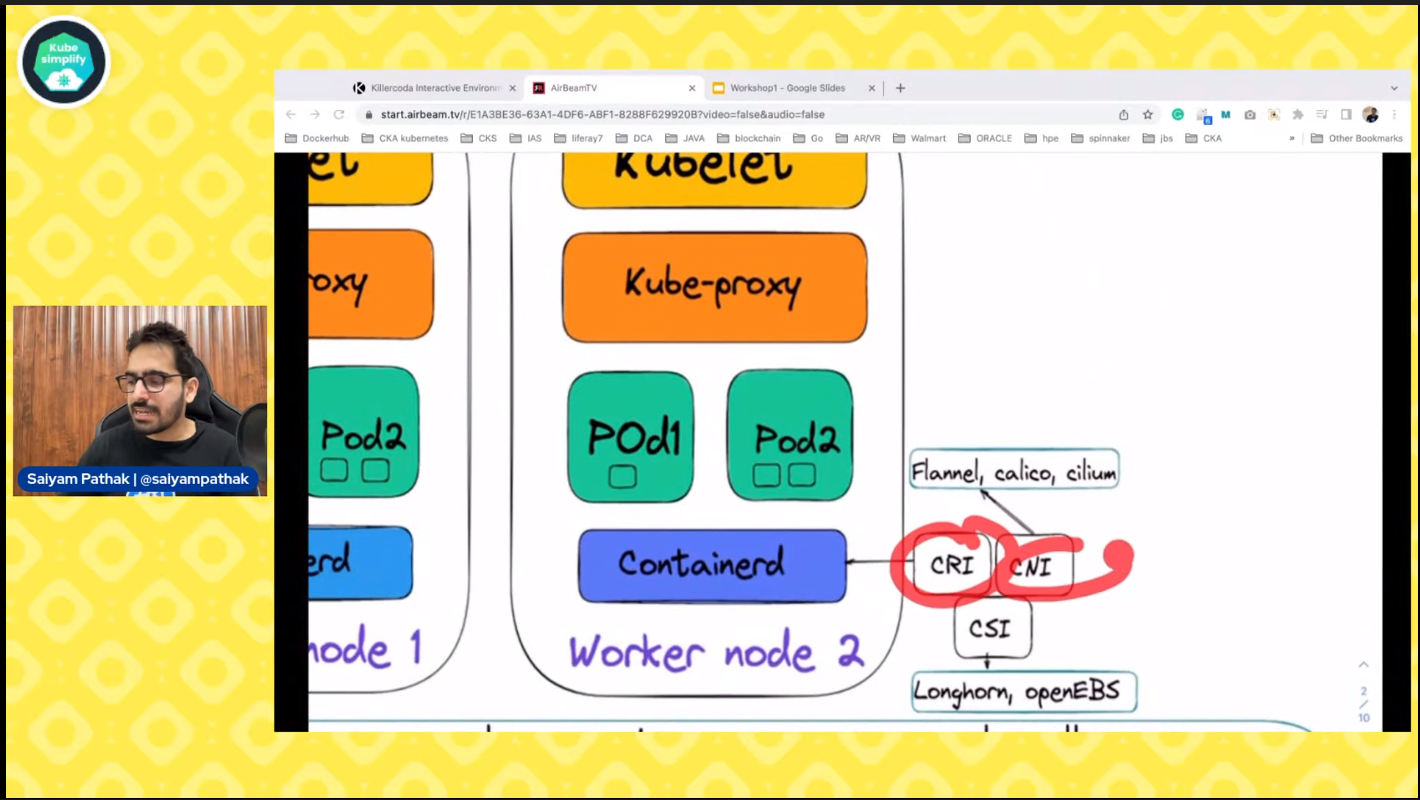 Kube
simplify
Killercoda Interactive Environm
AirBeamTV
Workshop1 - Google Slides
start.airbeam.tv/r/E1A3BE36-63A1-4DF6-ABF1-8288F629920B?video=false&audio=false
Dockerhub
CKA kubernetes
CKS
IAS
liferay7
DCA
JAVA
blockchain
Go
AR/VR
Walmart
ORACLE
hpe
spinnaker
jbs
CKA
»
Other Bookmarks
et
Kubelet
oxy
Kube-proxy
Pod2
POd1
Pod2
Flannel, calico, cilium
erd
Containerd
CRI
CNI
CSI
node 1
Worker node 2
Longhorn, openEBS
2
/
10
Saiyam Pathak | @saiyampathak